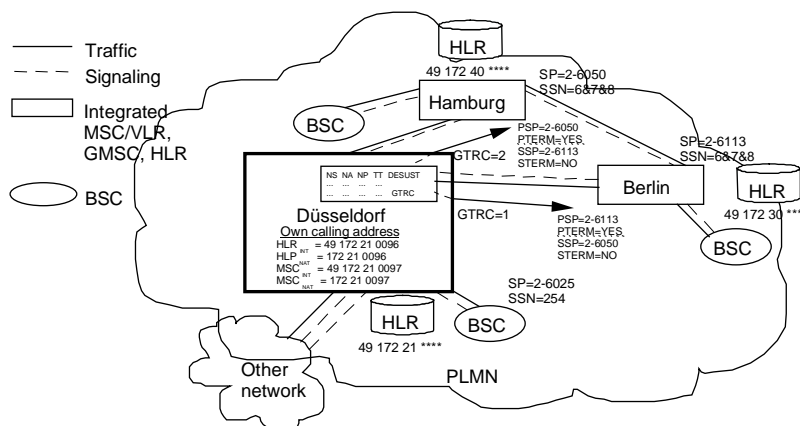 Traffic
Signaling
Integrated
MSC/VLR,
GMSC, HLR
BSC
HLR
49 172 40 ****
Hamburg
SP=2-6050
SSN=6&7&8
BSC
PSP=2-6050
PTERM=YES
SSP=2-6113
STERM=NO
GTRC=2
SP=2-6113
SSN=6&7&8
Berlin
HLR
49 172 30 ***
BSC
NS NA NP TT DESUST
... ... ... ... ...
... ... ... ... GTRC
GTRC=1
PSP=2-6113
PTERM=YES
SSP=2-6050
STERM=NO
Düsseldorf
Own calling address
HLR INT = 49 172 21 0096
HLP NAT = 172 21 0096
MSC INT = 49 172 21 0097
MSC NAT = 172 21 0097
SP=2-6025
SSN=254
HLR
49 172 21 ****
BSC
Other
network
PLMN